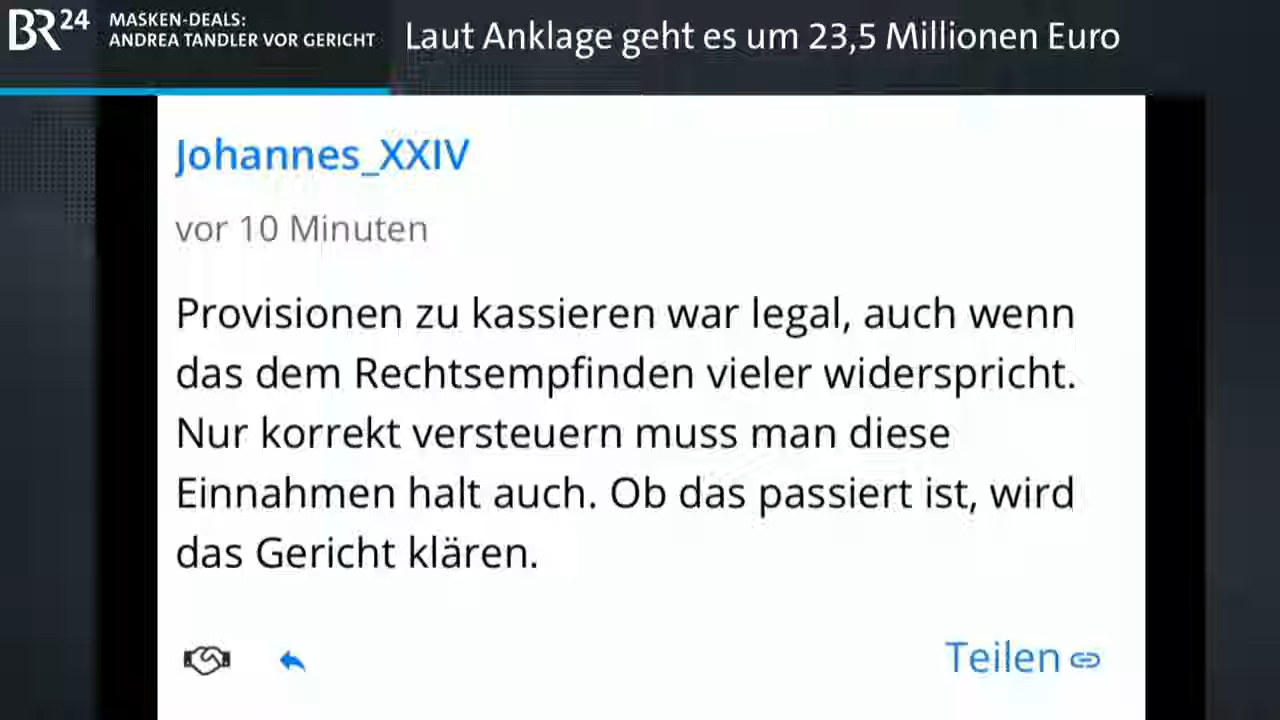 BR24
MASKEN-DEALS:
ANDREA TANDLER VOR GERICHT
Laut Anklage geht es um 23,5 Millionen Euro
Johannes_XXIV
vor 10 Minuten
Provisionen zu kassieren war legal, auch wenn
das dem Rechtsempfinden vieler widerspricht.
Nur korrekt versteuern muss man diese
Einnahmen halt auch. Ob das passiert ist, wird
das Gericht klären.
Teilen